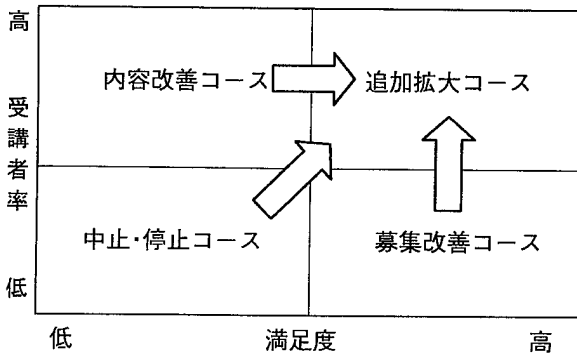 高
受講者率
低
内容改善コース
追加拡大コース
中止・停止コース
募集改善コース
低
満足度
高